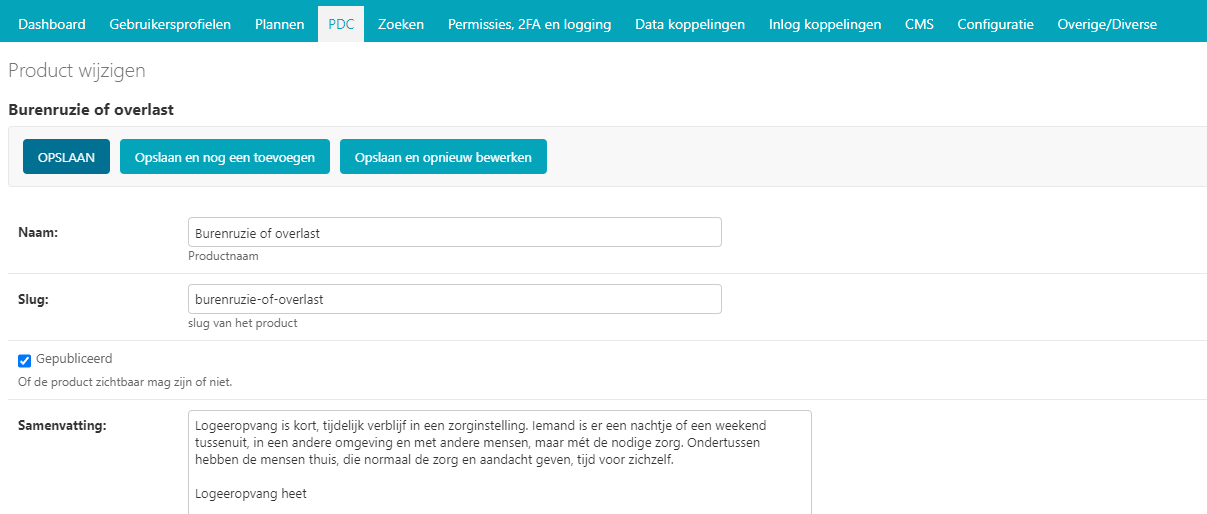 Dashboard Gebruikersprofielen Plannen PDC Zoeken Permissies, 2FA en logging Data koppelingen Inlog koppelingen CMS Configuratie Overige/Diverse
Product wijzigen
Burenruzie of overlast
OPSLAAN Opslaan en nog een toevoegen Opslaan en opnieuw bewerken
Naam: Burenruzie of overlast
Productnaam
Slug: burenruzie-of-overlast
slug van het product
Gepubliceerd
Of de product zichtbaar mag zijn of niet.
Samenvatting: Logeeropvang is kort, tijdelijk verblijf in een zorginstelling. Iemand is er een nachtje of een weekend
tussenuit, in een andere omgeving en met andere mensen, maar mét de nodige zorg. Ondertussen
hebben de mensen thuis, die normaal de zorg en aandacht geven, tijd voor zichzelf.
Logeeropvang heet